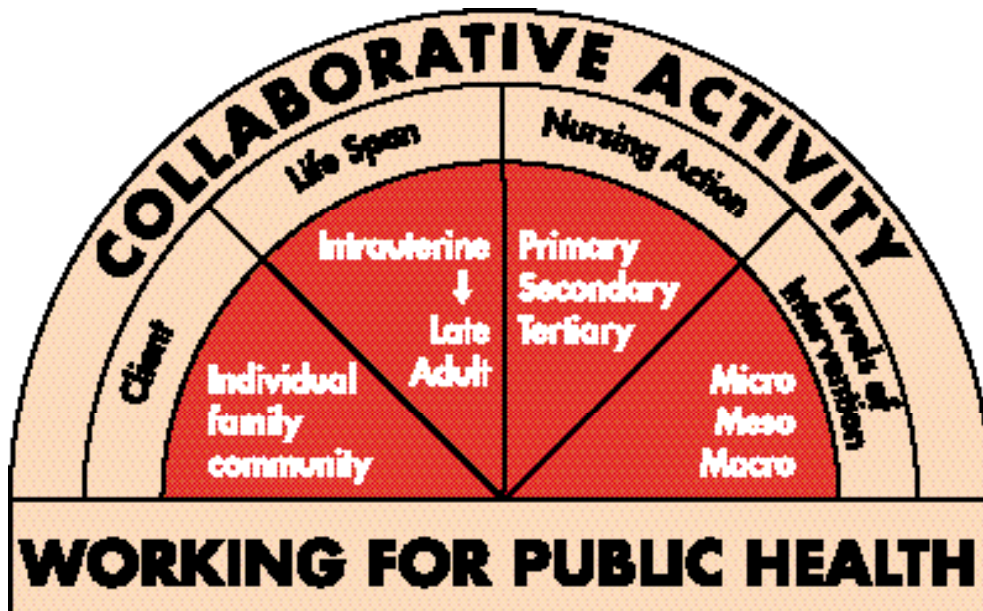 COLLABORATIVE ACTIVITY
Client
Life Span
Nursing Action
Levels of
Intervention
Individual
family
community
Intrauterine
↓
Late
Adult
Primary
Secondary
Tertiary
Micro
Meso
Macro
WORKING FOR PUBLIC HEALTH